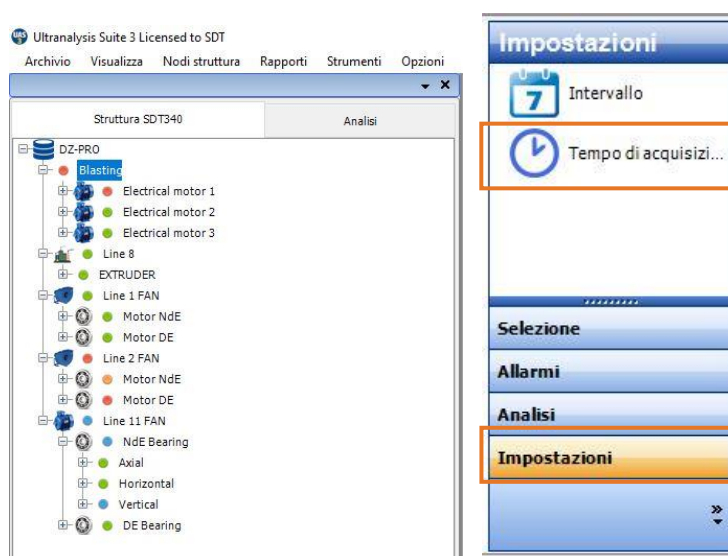 Ultranalysis Suite 3 Licensed to SDT
Archivio Visualizza Nodi struttura Rapporti Strumenti Opzioni
Struttura SDT340 Analisi
DZ-PRO
Blasting
Electrical motor 1
Electrical motor 2
Electrical motor 3
Line 8
EXTRUDER
Line 1 FAN
Motor NdE
Motor DE
Line 2 FAN
Motor NdE
Motor DE
Line 11 FAN
NdE Bearing
Axial
Horizontal
Vertical
DE Bearing
Impostazioni
7 Intervallo
Tempo di acquisizi...
Selezione
Allarmi
Analisi
Impostazioni